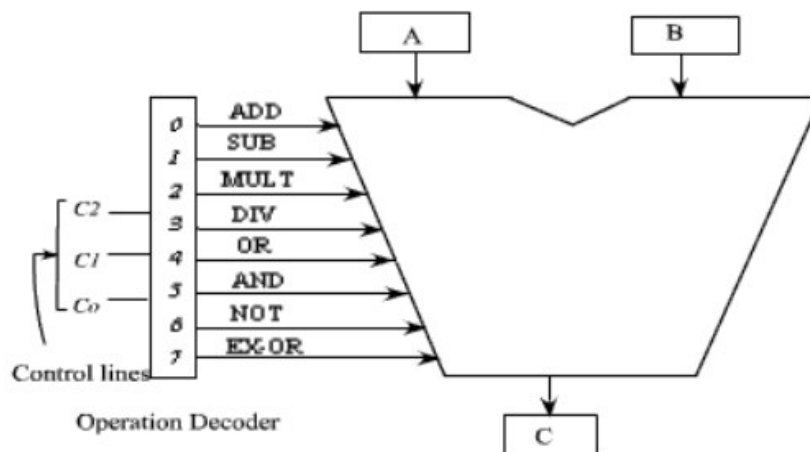 A
B
0 ADD
1 SUB
2 MULT
C2
3 DIV
C1
4 OR
5 AND
Co
6 NOT
7 EX-OR
Control lines
Operation Decoder
C